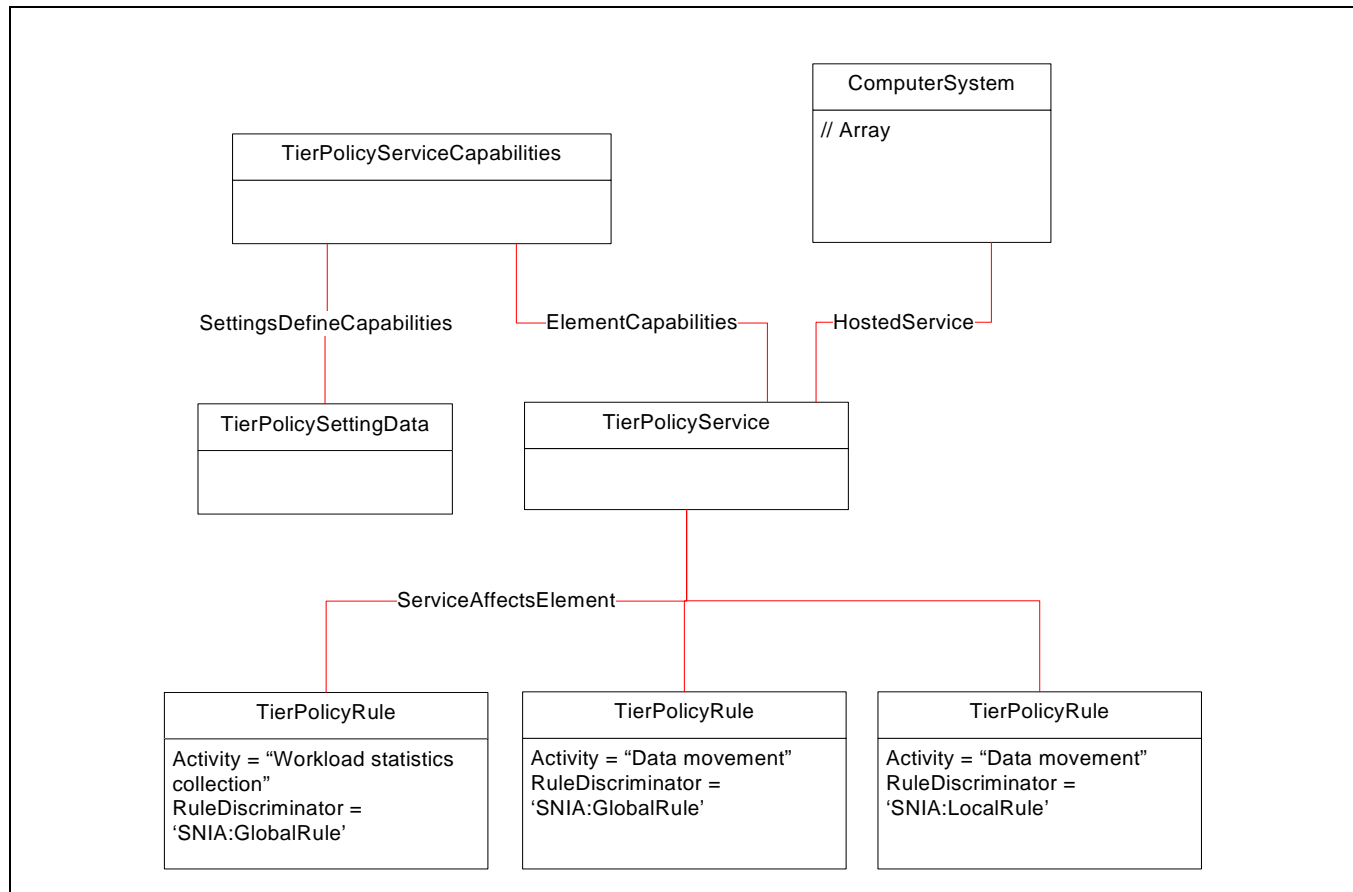 ComputerSystem
// Array
TierPolicyServiceCapabilities
SettingsDefineCapabilities
ElementCapabilities
HostedService
TierPolicySettingData
TierPolicyService
ServiceAffectsElement
TierPolicyRule
Activity = “Workload statistics
collection”
RuleDiscriminator =
‘SNIA:GlobalRule’
TierPolicyRule
Activity = “Data movement”
RuleDiscriminator =
‘SNIA:GlobalRule’
TierPolicyRule
Activity = “Data movement”
RuleDiscriminator =
‘SNIA:LocalRule’